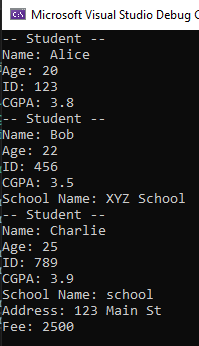 Microsoft Visual Studio Debug
-- Student --
Name: Alice
Age: 20
ID: 123
CGPA: 3.8
-- Student --
Name: Bob
Age: 22
ID: 456
CGPA: 3.5
School Name: XYZ School
-- Student --
Name: Charlie
Age: 25
ID: 789
CGPA: 3.9
School Name: school
Address: 123 Main St
Fee: 2500